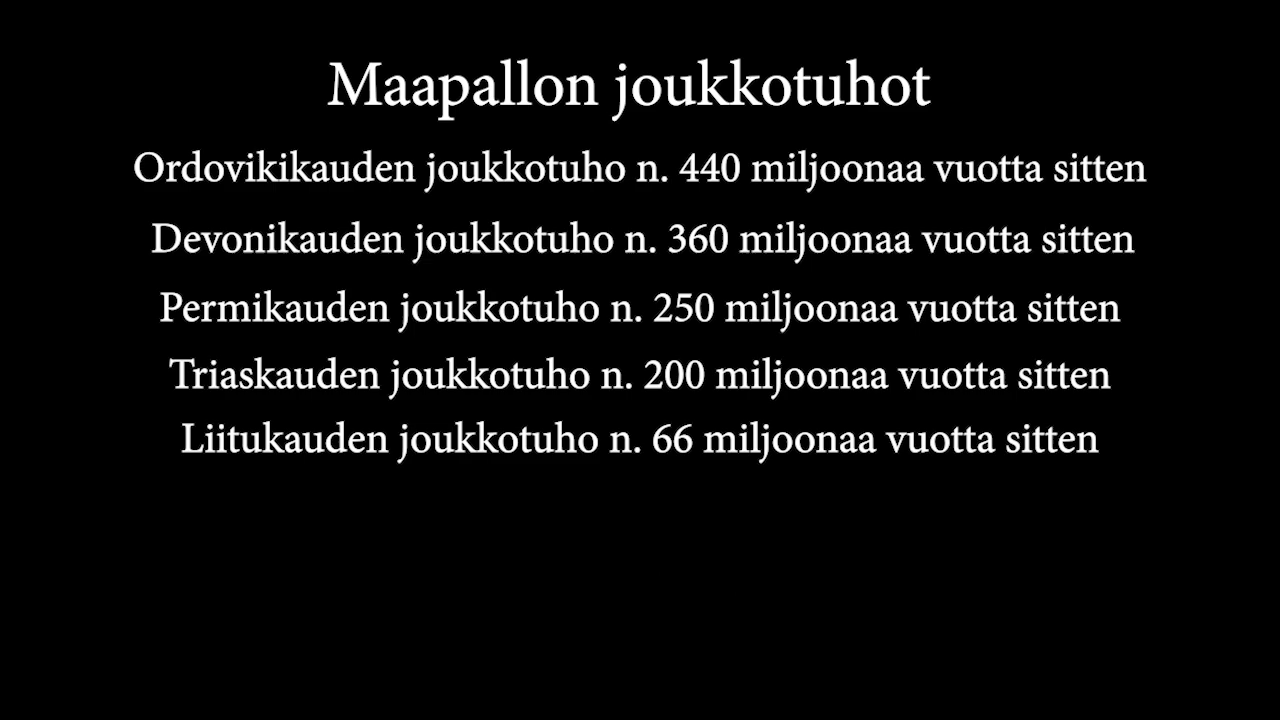 Maapallon joukkotuhot
Ordovikikauden joukkotuho n. 440 miljoonaa vuotta sitten
Devonikauden joukkotuho n. 360 miljoonaa vuotta sitten
Permikauden joukkotuho n. 250 miljoonaa vuotta sitten
Triaskauden joukkotuho n. 200 miljoonaa vuotta sitten
Liitukauden joukkotuho n. 66 miljoonaa vuotta sitten